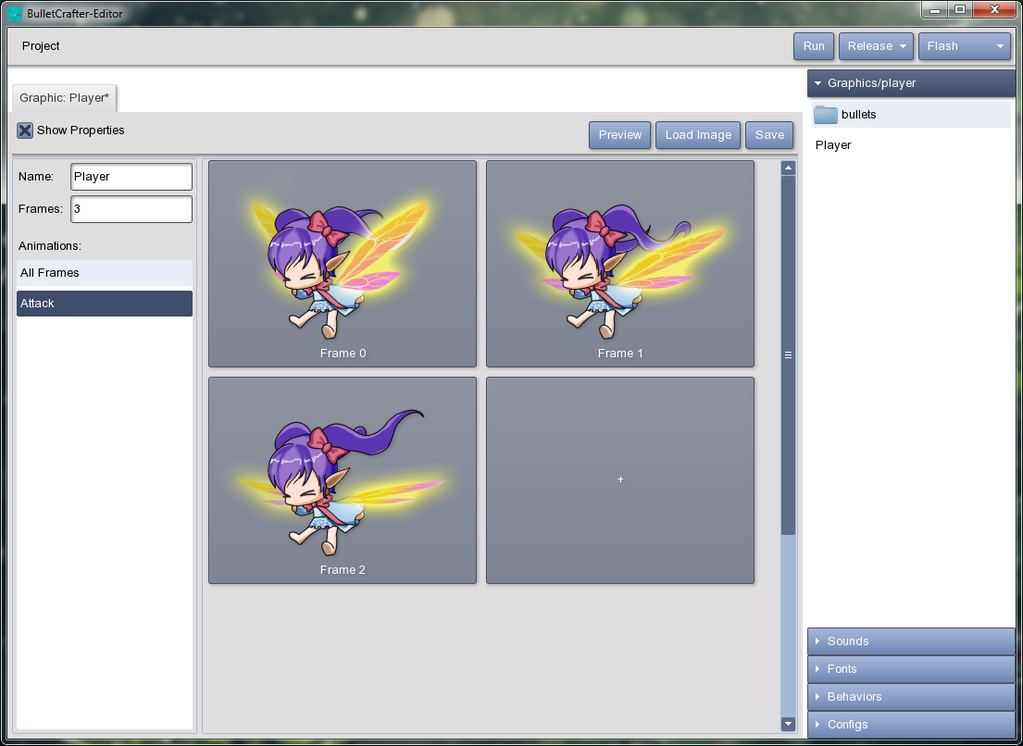 BulletCrafter-Editor
Project
Run
Release
Flash
Graphic: Player*
Show Properties
Preview
Load Image
Save
Name:
Player
Frames:
3
Animations:
All Frames
Attack
Frame 0
Frame 1
Frame 2
+
Graphics/player
bullets
Player
Sounds
Fonts
Behaviors
Configs